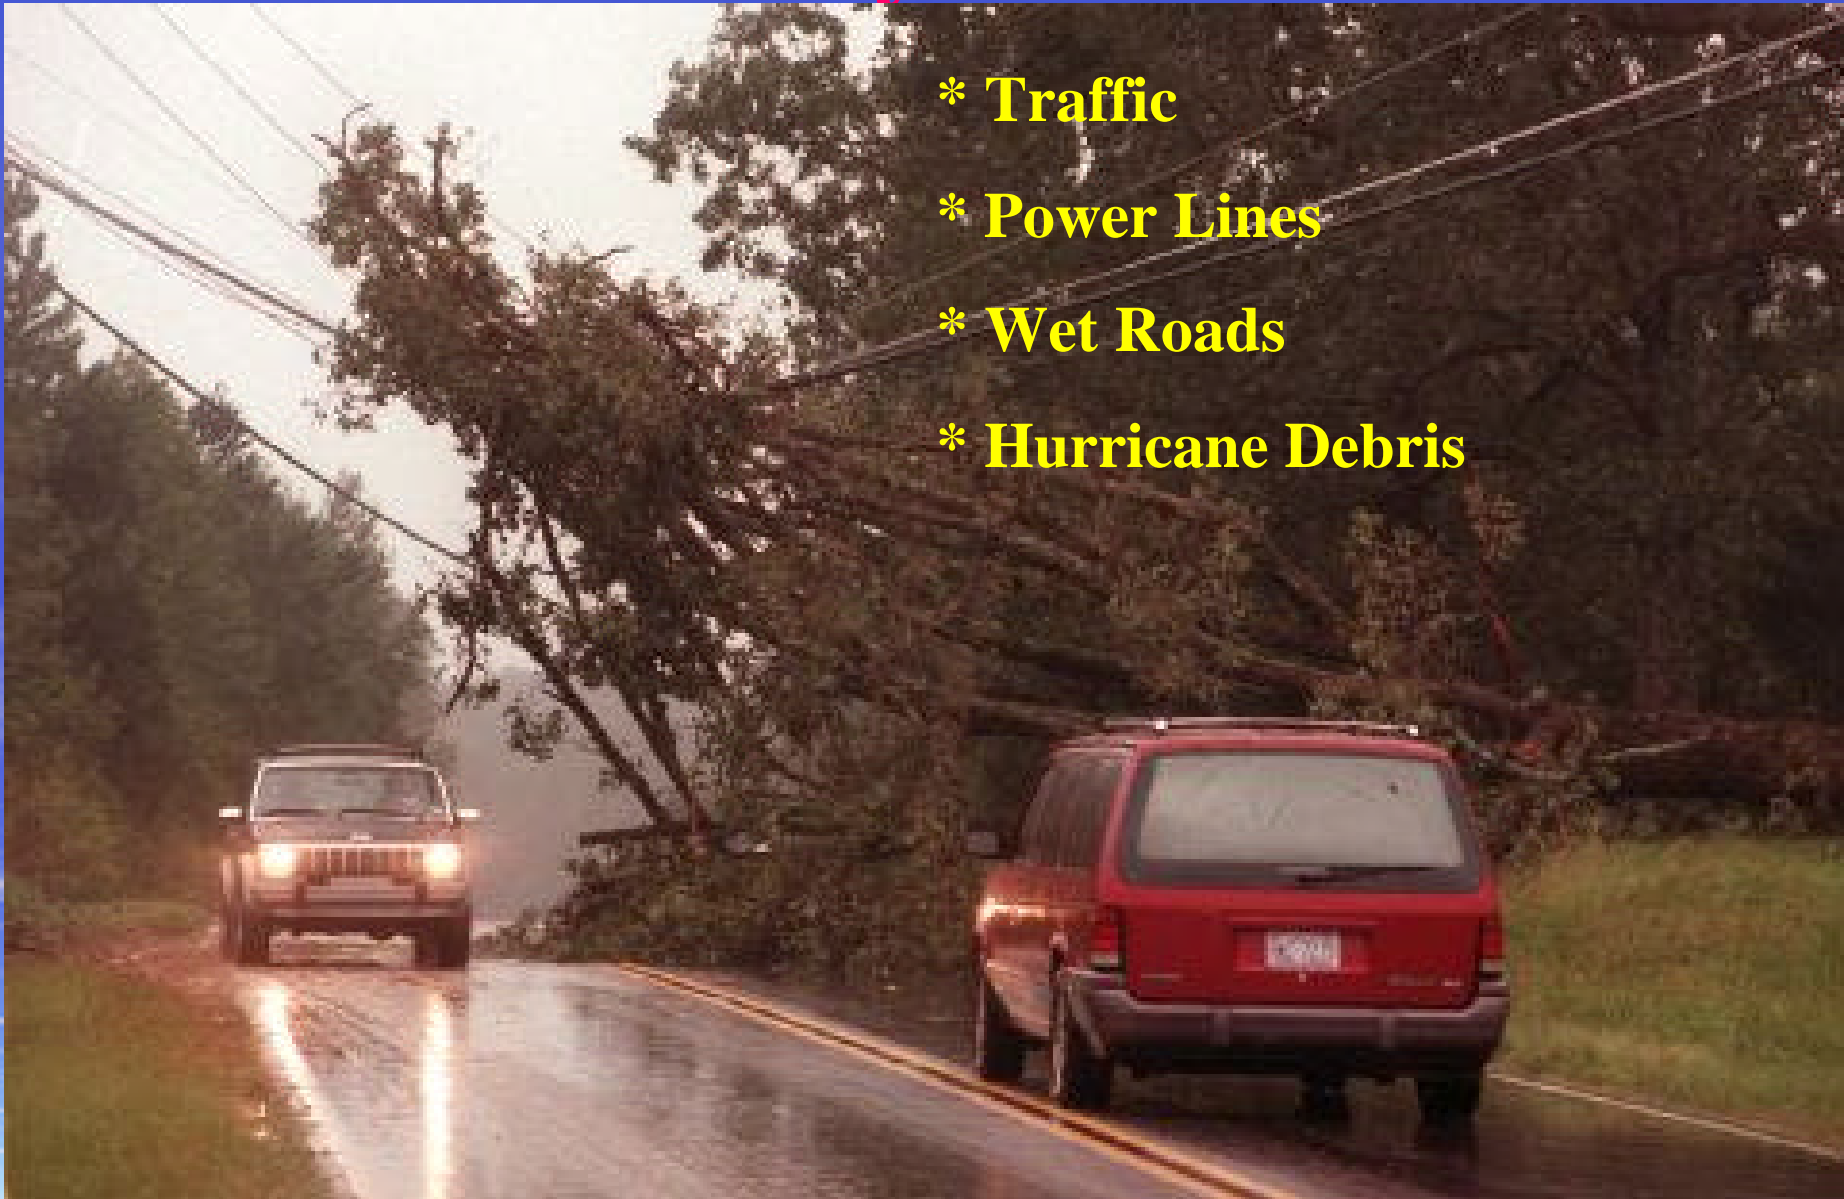 * Traffic
* Power Lines
* Wet Roads
* Hurricane Debris